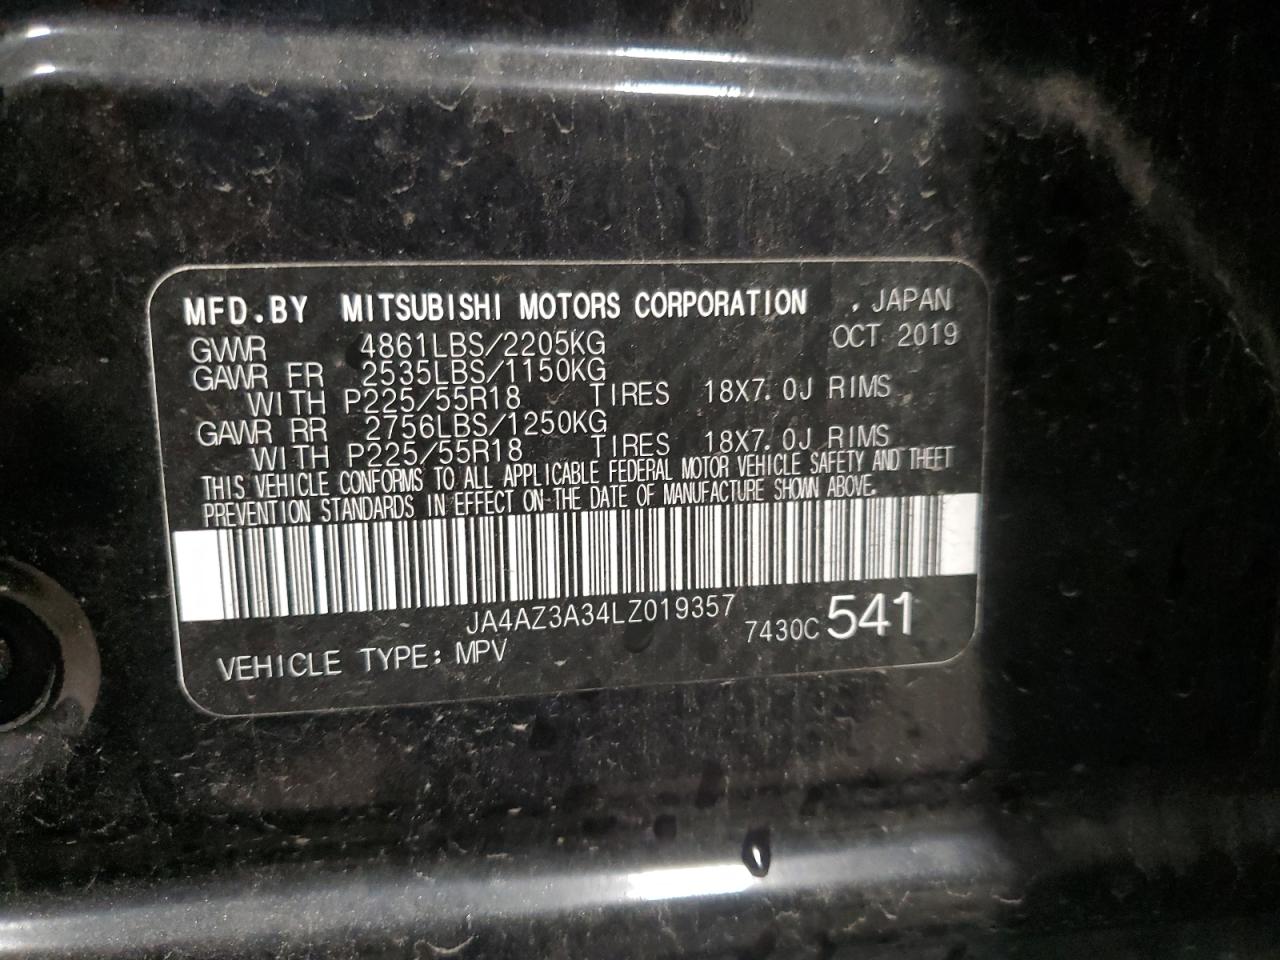 MFD.BY MITSUBISHI MOTORS CORPORATION , JAPAN
GVWR 4861LBS/2205KG OCT 2019
GAWR FR 2535LBS/1150KG
WITH P225/55R18 TIRES 18X7.0J RIMS
GAWR RR 2756LBS/1250KG
WITH P225/55R18 TIRES 18X7.0J RIMS
THIS VEHICLE CONFORMS TO ALL APPLICABLE FEDERAL MOTOR VEHICLE SAFETY AND THEFT
PREVENTION STANDARDS IN EFFECT ON THE DATE OF MANUFACTURE SHOWN ABOVE.
JA4AZ3A34LZ019357
7430C 541
VEHICLE TYPE: MPV